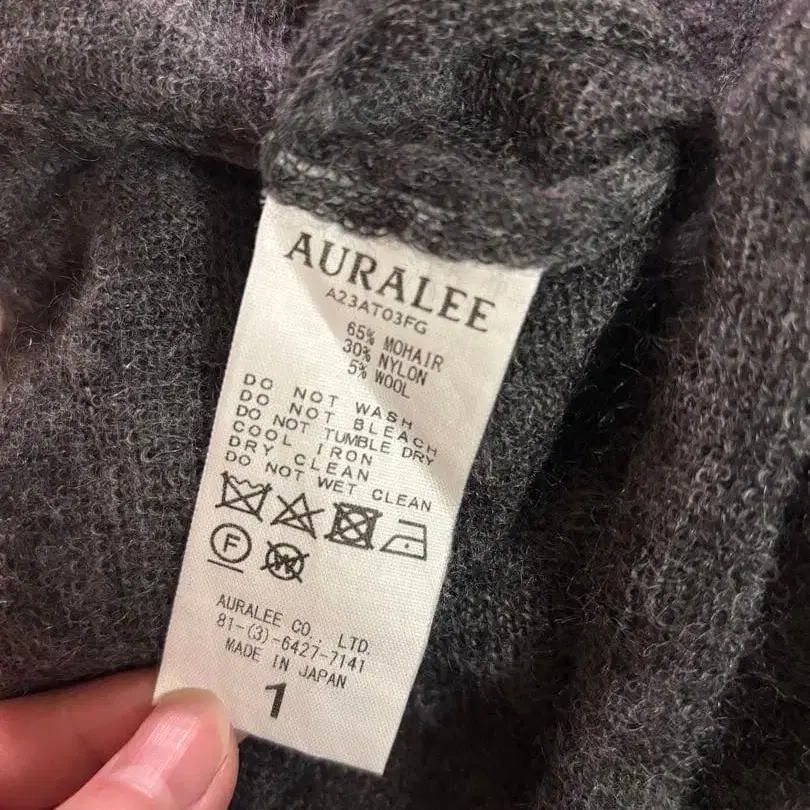 AURALEE
A23AT03FG
65% MOHAIR
30% NYLON
5% WOOL
DO NOT WASH
DO NOT BLEACH
DO NOT TUMBLE DRY
COOL IRON
DRY CLEAN
DO NOT WET CLEAN
F W
AURALEE CO., LTD.
81-(3)-6427-7141
MADE IN JAPAN
1